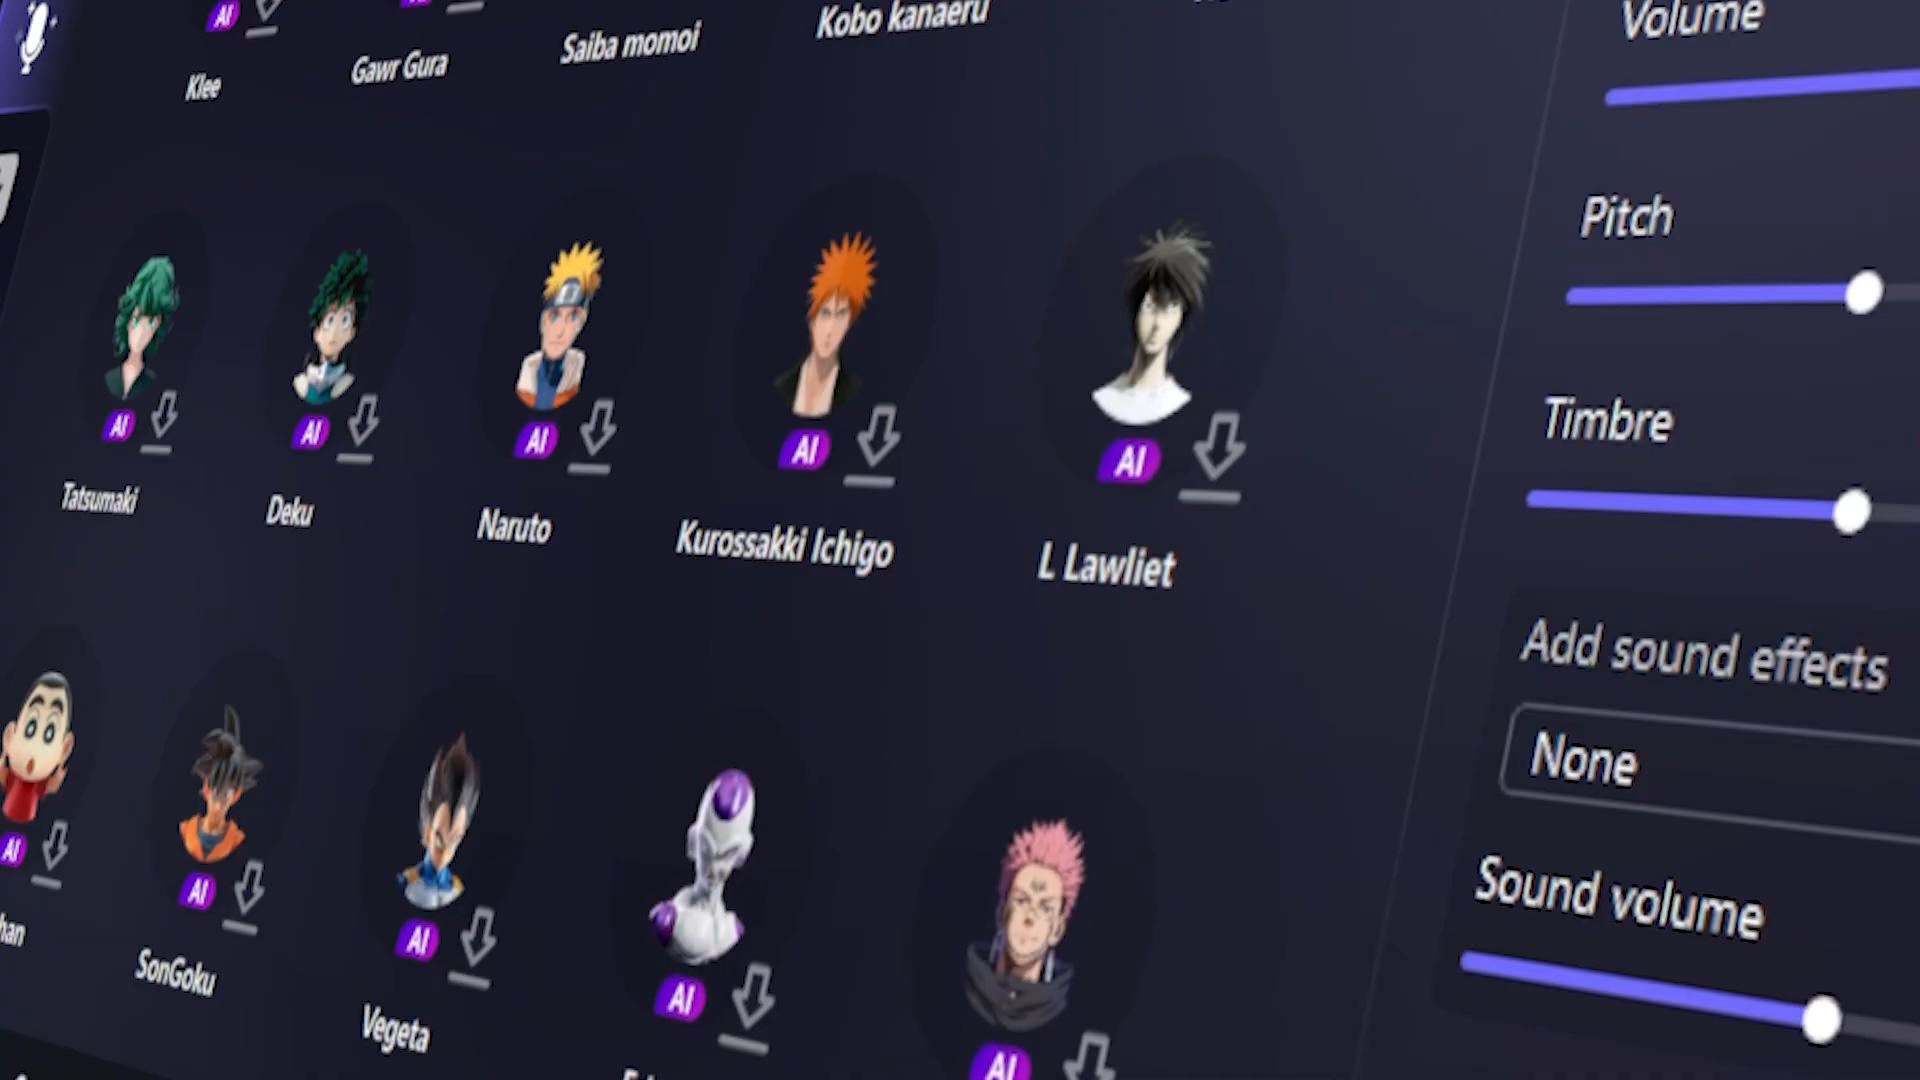 AI
Klee
Gawr Gura
Saiba momoi
Kobo kanaeru
Volume
Pitch
AI
AI
AI
AI
AI
Tatsumaki
Deku
Naruto
Kurossakki Ichigo
L Lawliet
Timbre
Add sound effects
None
AI
AI
AI
AI
AI
SonGoku
Vegeta
Sound volume